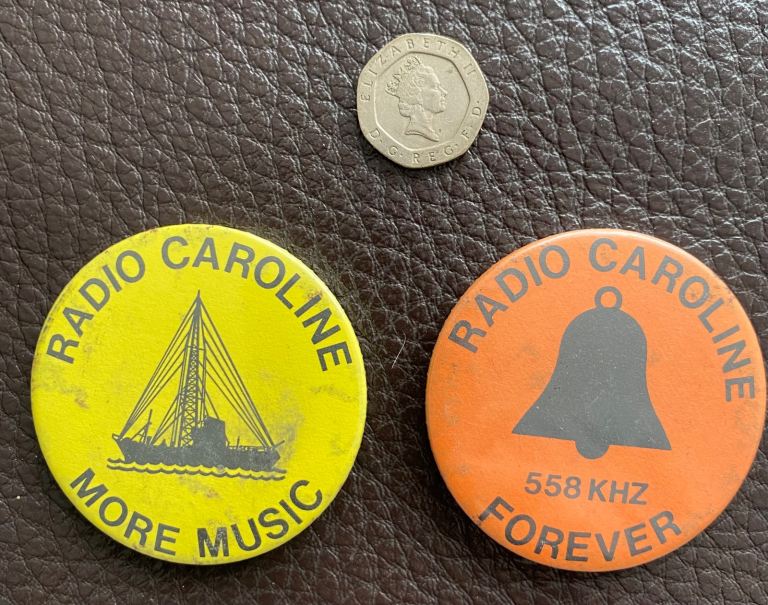 ELIZABETH II
D·G·REG·F·D·
RADIO CAROLINE
MORE MUSIC
RADIO CAROLINE
558 KHZ
FOREVER